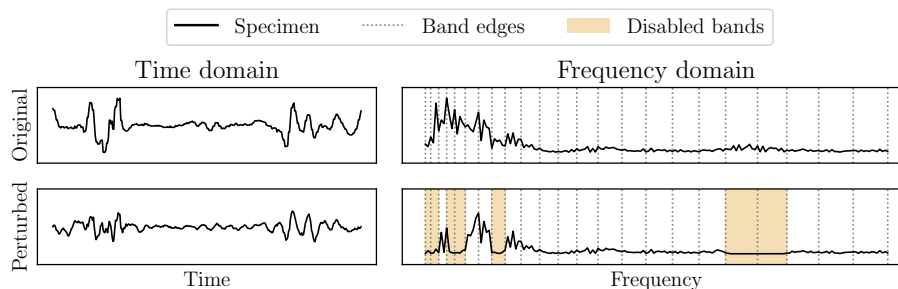 Specimen
Band edges
Disabled bands
Time domain
Frequency domain
Original
Perturbed
Time
Frequency